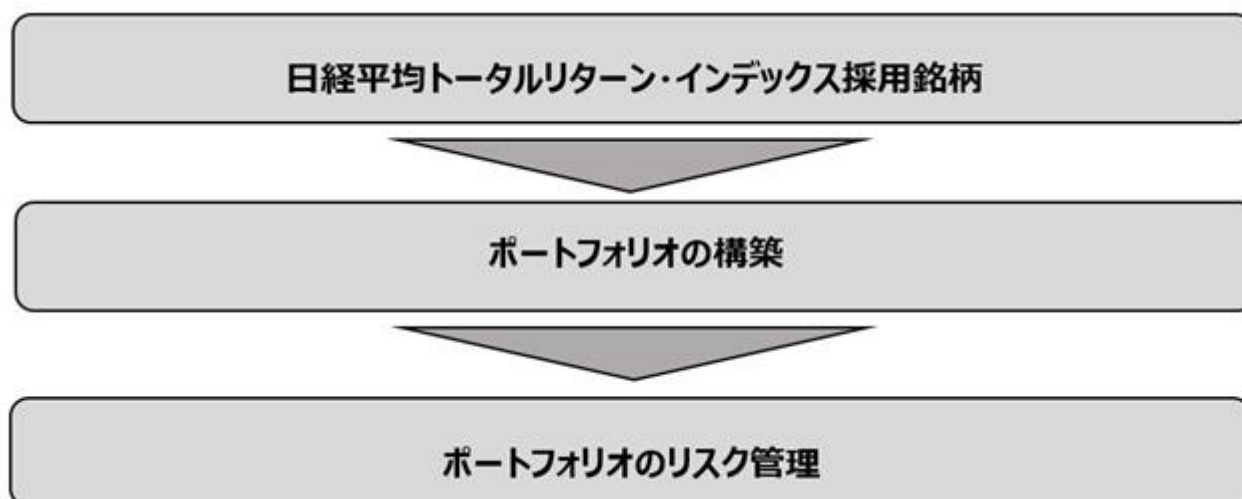 日経平均トータルリターン・インデックス採用銘柄
ポートフォリオの構築
ポートフォリオのリスク管理